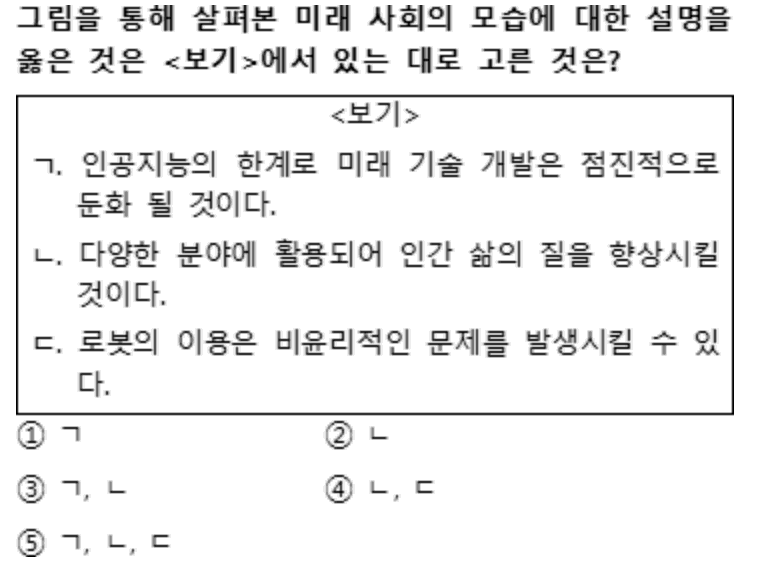 그림을 통해 살펴본 미래 사회의 모습에 대한 설명을
옳은 것은 <보기>에서 있는 대로 고른 것은?
<보기>
ㄱ. 인공지능의 한계로 미래 기술 개발은 점진적으로
둔화 될 것이다.
ㄴ. 다양한 분야에 활용되어 인간 삶의 질을 향상시킬
것이다.
ㄷ. 로봇의 이용은 비윤리적인 문제를 발생시킬 수 있
다.
① ㄱ ② ㄴ
③ ㄱ, ㄴ ④ ㄴ, ㄷ
⑤ ㄱ, ㄴ, ㄷ